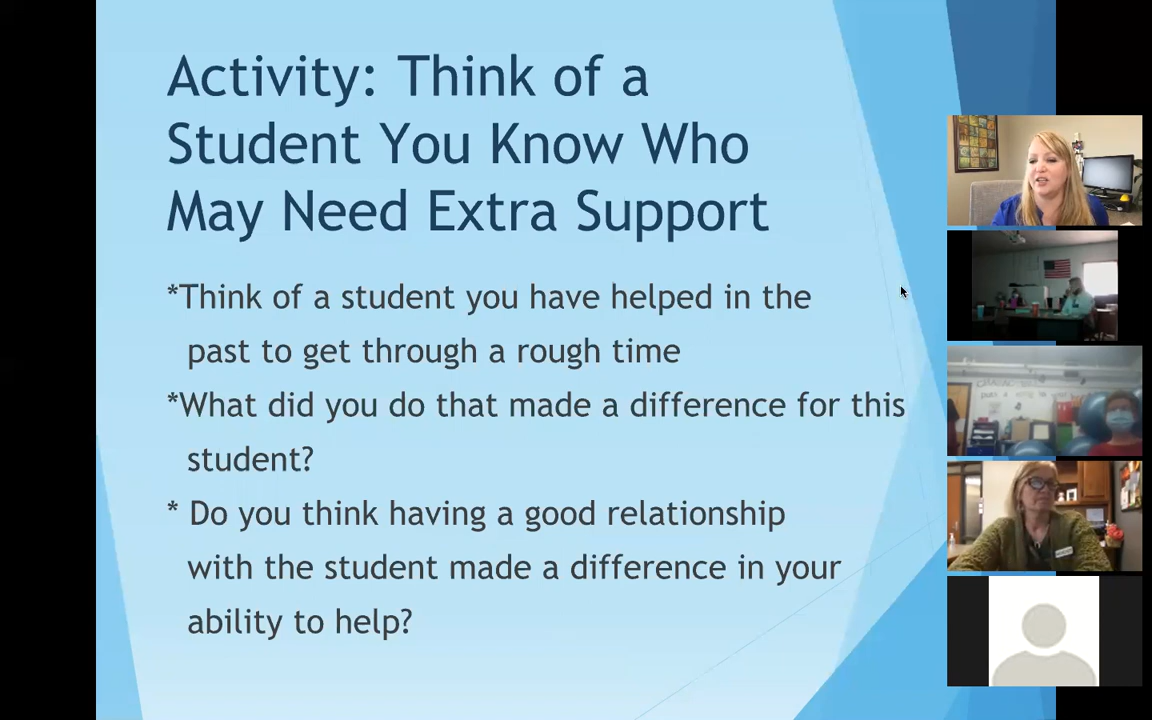 Activity: Think of a
Student You Know Who
May Need Extra Support
*Think of a student you have helped in the
past to get through a rough time
*What did you do that made a difference for this
student?
* Do you think having a good relationship
with the student made a difference in your
ability to help?